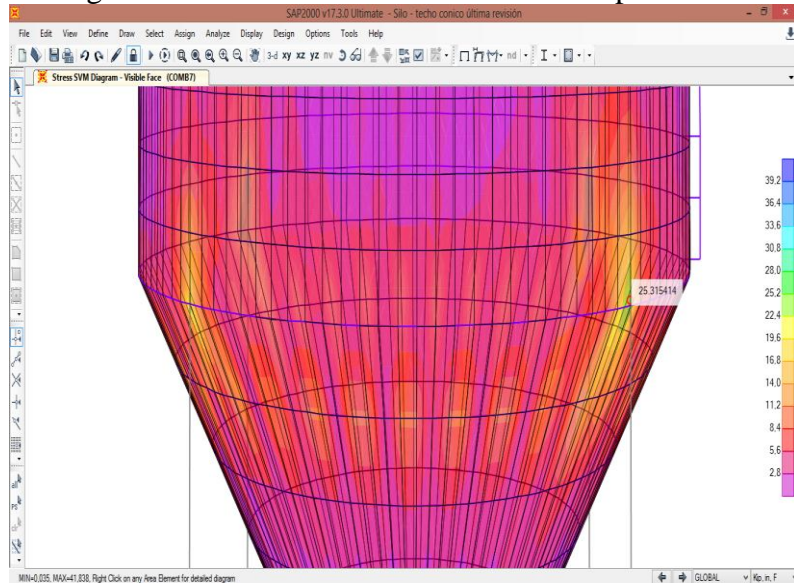 SAP2000 v17.3.0 Ultimate - Silo - techo conico última revisión
File Edit View Define Draw Select Assign Analyze Display Design Options Tools Help
3-d xy xz yz nv
nd
Stress SVM Diagram - Visible Face (COMB7)
39,2
36,4
33,6
30,8
28,0
25,2
22,4
19,6
16,8
14,0
11,2
8,4
5,6
2,8
25.315414
all
PS
MIN=0,035, MAX=41,838, Right Click on any Area Element for detailed diagram
GLOBAL
Kip, in, F